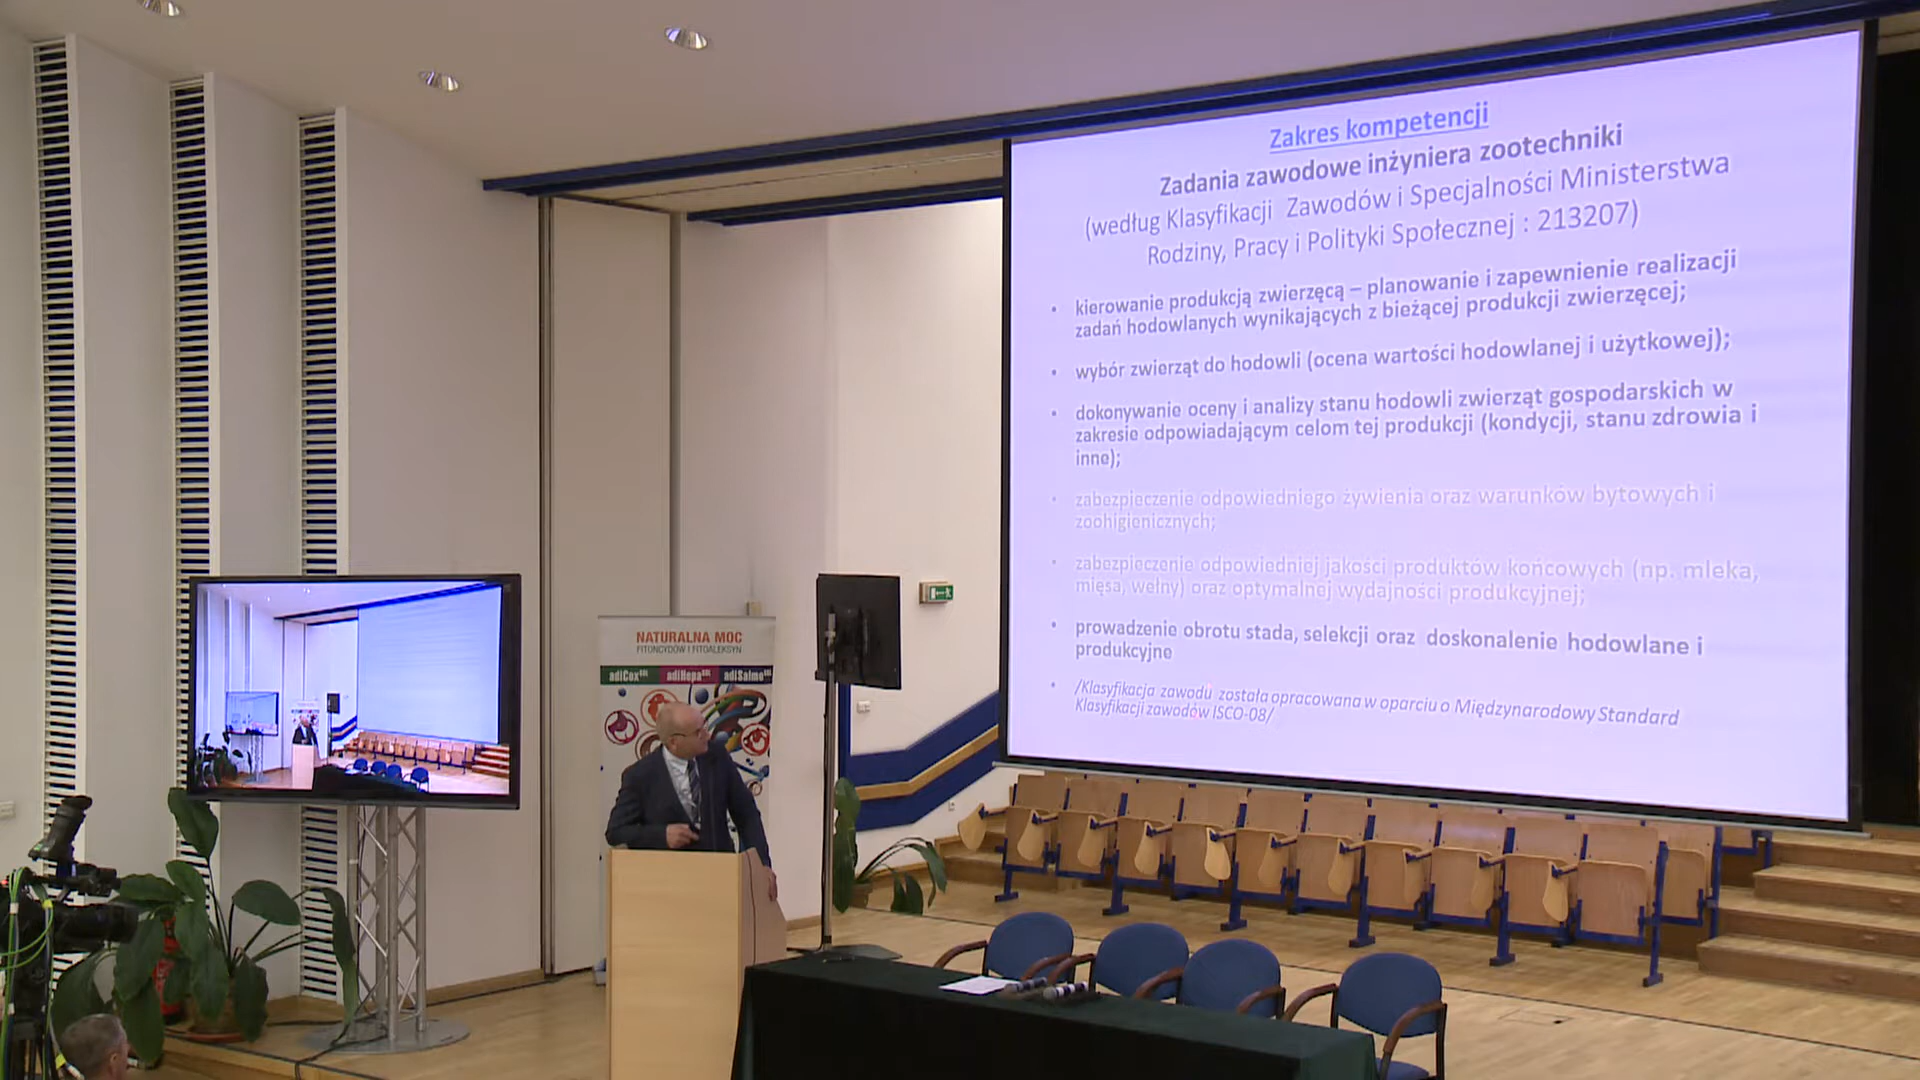 Zakres kompetencji
Zadania zawodowe inżyniera zootechniki
(według Klasyfikacji Zawodów i Specjalności Ministerstwa
Rodziny, Pracy i Polityki Społecznej : 213207)
• kierowanie produkcją zwierzęcą – planowanie i zapewnienie realizacji
zadań hodowlanych wynikających z bieżącej produkcji zwierzęcej;
• wybór zwierząt do hodowli (ocena wartości hodowlanej i użytkowej);
• dokonywanie oceny i analizy stanu hodowli zwierząt gospodarskich w
zakresie odpowiadającym celom tej produkcji (kondycji, stanu zdrowia i
inne);
• zabezpieczenie odpowiedniego żywienia oraz warunków bytowych i
zoohigienicznych;
• zabezpieczenie odpowiedniej jakości produktów końcowych (np. mleka,
mięsa, wełny) oraz optymalnej wydajności produkcyjnej;
• prowadzenie obrotu stada, selekcji oraz doskonalenie hodowlane i
produkcyjne
• /Klasyfikacja zawodu została opracowana w oparciu o Międzynarodowy Standard
Klasyfikacji zawodów ISCO-08/
NATURALNA MOC
FITONCYDÓW I FITOALEKSYN
adiCox adiHepa adiSalmo